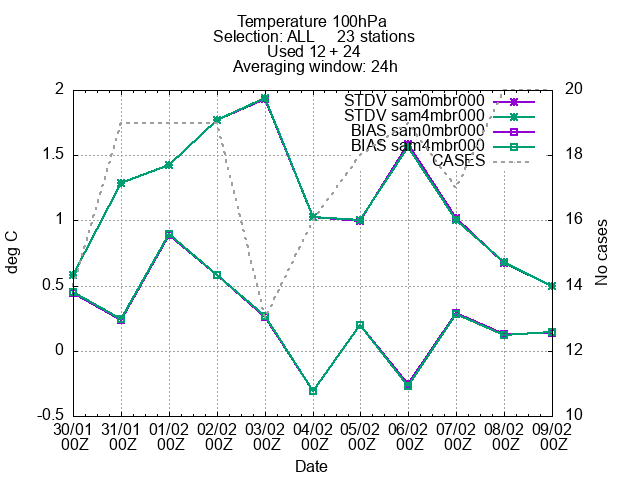 Temperature 100hPa
Selection: ALL 23 stations
Used 12 + 24
Averaging window: 24h
2
1.5
1
0.5
0
-0.5
deg C
20
18
16
14
12
10
No cases
STDV sam0mbr000
STDV sam4mbr000
BIAS sam0mbr000
BIAS sam4mbr000
CASES
30/01 31/01 01/02 02/02 03/02 04/02 05/02 06/02 07/02 08/02 09/02
00Z 00Z 00Z 00Z 00Z 00Z 00Z 00Z 00Z 00Z 00Z
Date